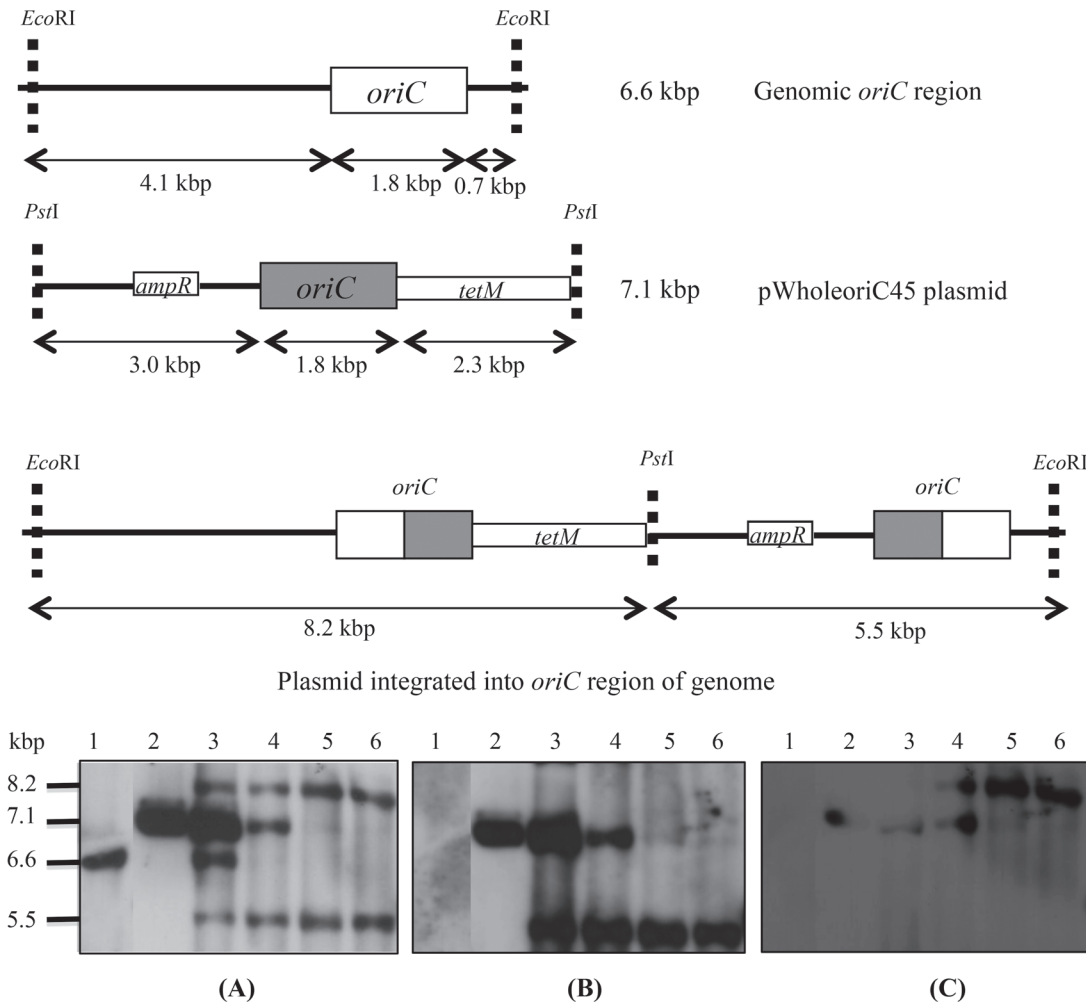 EcoRI EcoRI
oriC 6.6 kbp Genomic oriC region
4.1 kbp 1.8 kbp 0.7 kbp
PstI PstI
ampR oriC tetM 7.1 kbp pWholeoriC45 plasmid
3.0 kbp 1.8 kbp 2.3 kbp
EcoRI oriC PstI oriC EcoRI
tetM ampR
8.2 kbp 5.5 kbp
Plasmid integrated into oriC region of genome
kbp 1 2 3 4 5 6 1 2 3 4 5 6 1 2 3 4 5 6
8.2
7.1
6.6
5.5
(A) (B) (C)